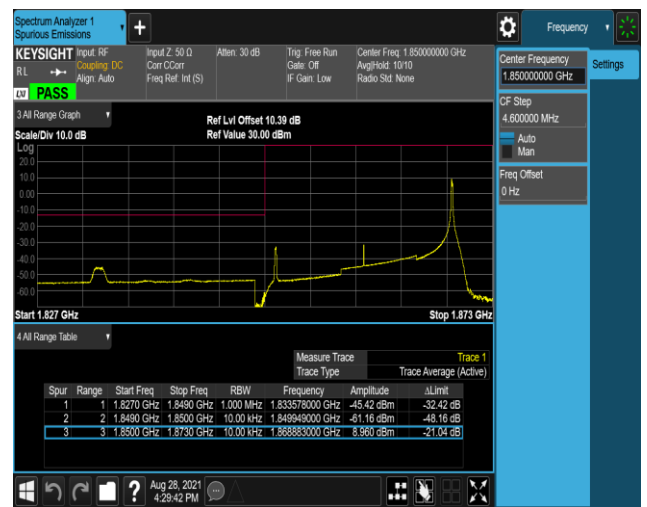 Spectrum Analyzer 1
Spurious Emissions
Frequency
KEYSIGHT
RL
Input: RF
Coupling: DC
Align: Auto
Input Z: 50 Ω
Corr CCorr
Freq Ref: Int (S)
Atten: 30 dB
Trig: Free Run
Gate: Off
IF Gain: Low
Center Freq: 1.850000000 GHz
Avg|Hold: 10/10
Radio Std: None
LXI PASS
Center Frequency
1.850000000 GHz
Settings
CF Step
4.600000 MHz
Auto
Man
Freq Offset
0 Hz
3 All Range Graph
Scale/Div 10.0 dB
Ref Lvl Offset 10.39 dB
Ref Value 30.00 dBm
Log
20.0
10.0
0.00
-10.0
-20.0
-30.0
-40.0
-50.0
-60.0
Start 1.827 GHz
Stop 1.873 GHz
4 All Range Table
Measure Trace Trace 1
Trace Type Trace Average (Active)
Spur Range Start Freq Stop Freq RBW Frequency Amplitude ΔLimit
1 1 1.8270 GHz 1.8490 GHz 1.000 MHz 1.833578000 GHz -45.42 dBm -32.42 dB
2 2 1.8490 GHz 1.8500 GHz 10.00 kHz 1.849949000 GHz -61.16 dBm -48.16 dB
3 3 1.8500 GHz 1.8730 GHz 10.00 kHz 1.868883000 GHz 8.960 dBm -21.04 dB
?
Aug 28, 2021
4:29:42 PM